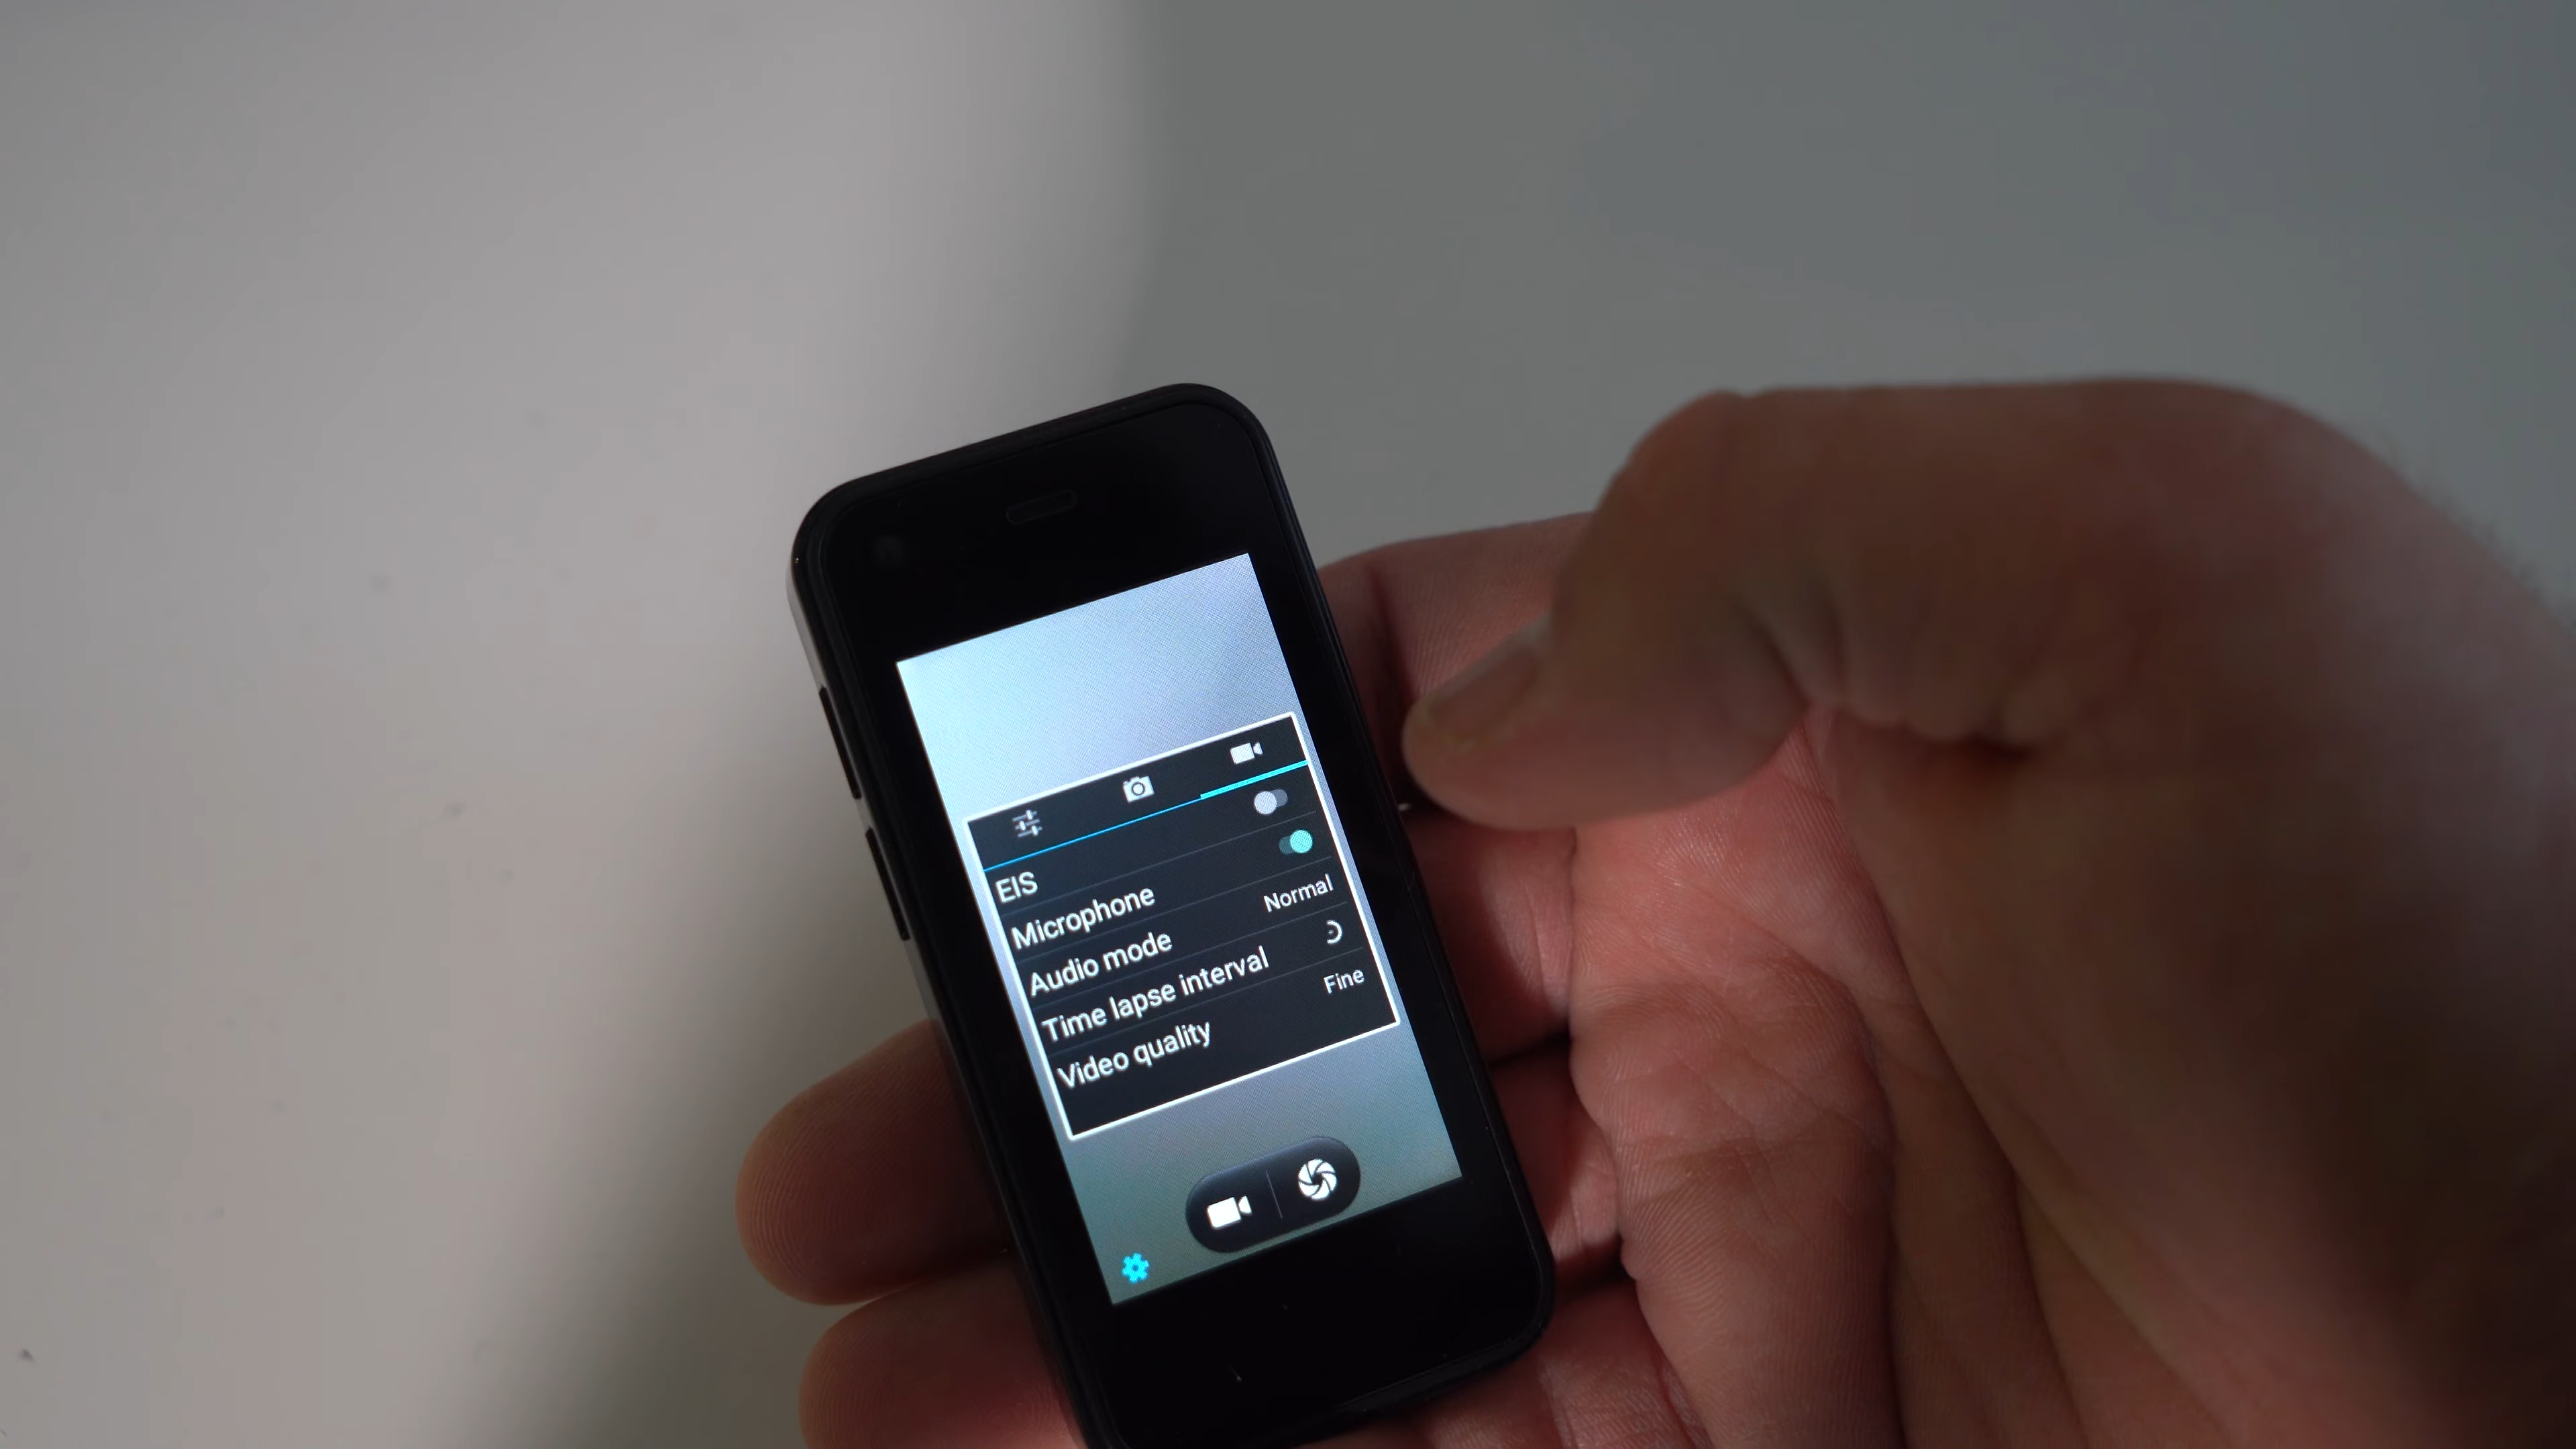 EIS
Microphone
Audio mode Normal
Time lapse interval
Video quality Fine